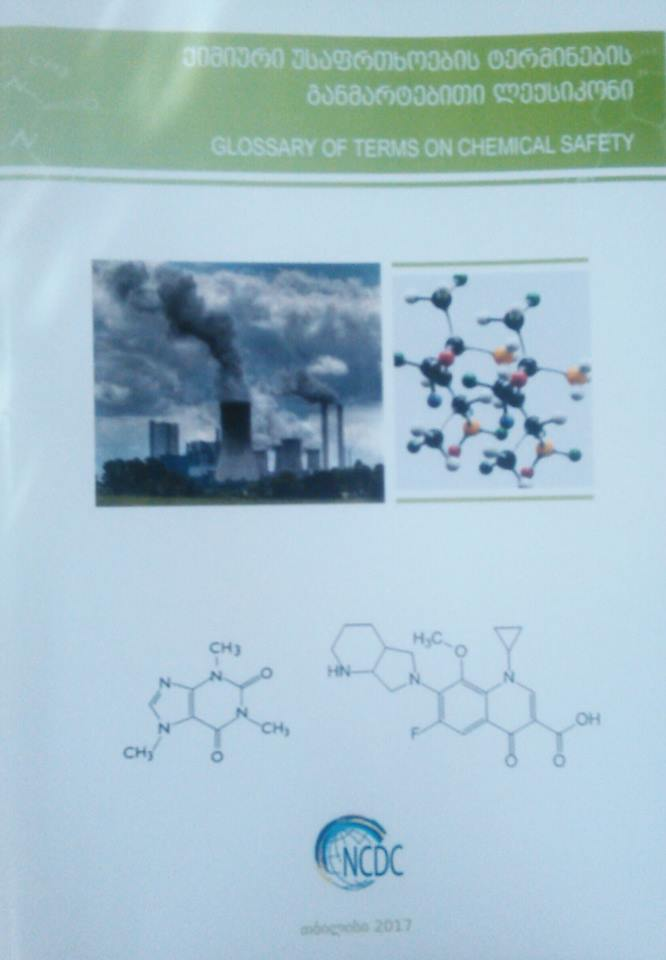 ქიმიური უსაფრთხოების ტერმინების
განმარტებითი ლექსიკონი
GLOSSARY OF TERMS ON CHEMICAL SAFETY
CH3
N
O
N
N
N
CH3
CH3
O
H3C
O
HN
N
N
F
OH
O
O
NCDC
თბილისი 2017